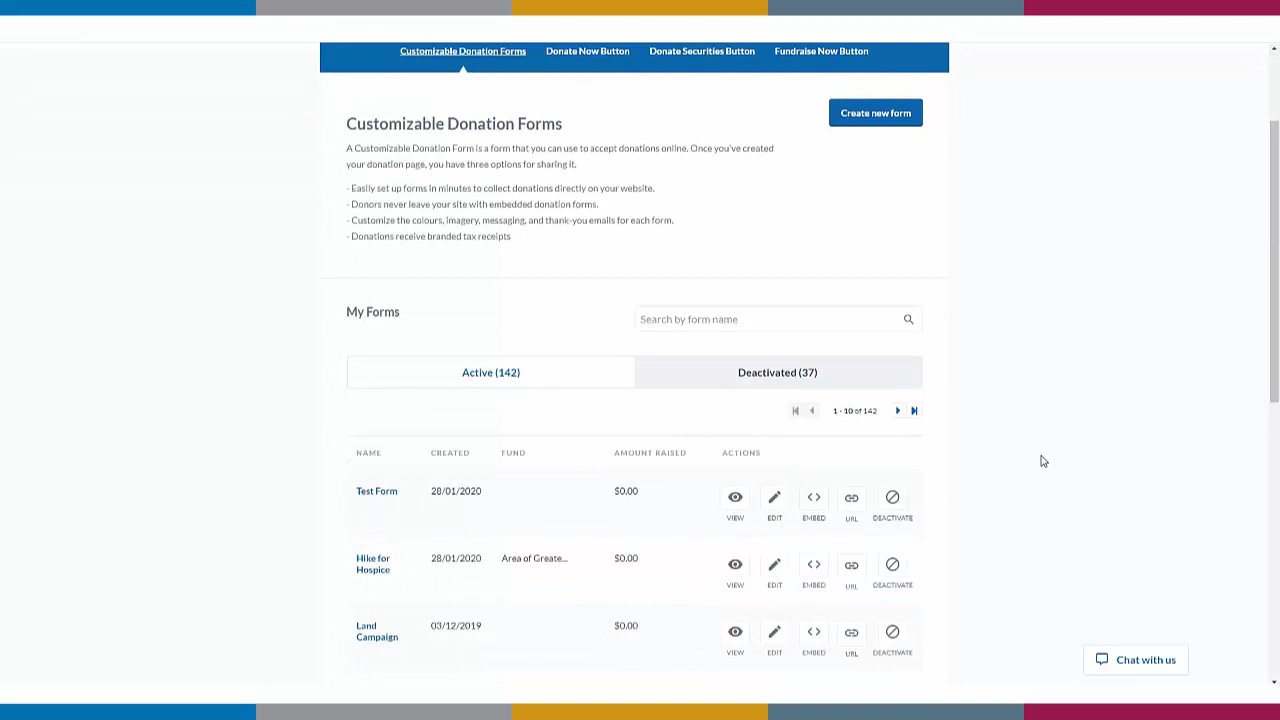 Customizable Donation Forms Donate Now Button Donate Securities Button Fundraise Now Button
Create new form
Customizable Donation Forms
A Customizable Donation Form is a form that you can use to accept donations online. Once you've created
your donation page, you have three options for sharing it.
- Easily set up forms in minutes to collect donations directly on your website.
- Donors never leave your site with embedded donation forms.
- Customize the colours, imagery, messaging, and thank-you emails for each form.
- Donations receive branded tax receipts
My Forms
Search by form name
Active (142) Deactivated (37)
1 - 10 of 142
NAME CREATED FUND AMOUNT RAISED ACTIONS
Test Form 28/01/2020 $0.00
VIEW EDIT EMBED URL DEACTIVATE
Hike for 28/01/2020 Area of Greate... $0.00
Hospice
VIEW EDIT EMBED URL DEACTIVATE
Land 03/12/2019 $0.00
Campaign
VIEW EDIT EMBED URL DEACTIVATE
Chat with us